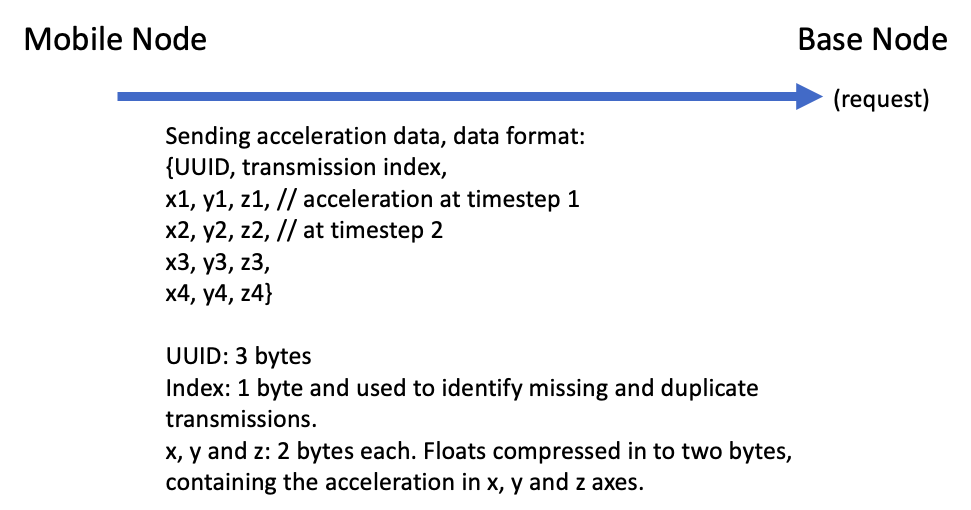 Mobile Node
Base Node
(request)
Sending acceleration data, data format:
{UUID, transmission index,
x1, y1, z1, // acceleration at timestep 1
x2, y2, z2, // at timestep 2
x3, y3, z3,
x4, y4, z4}
UUID: 3 bytes
Index: 1 byte and used to identify missing and duplicate
transmissions.
x, y and z: 2 bytes each. Floats compressed in to two bytes,
containing the acceleration in x, y and z axes.